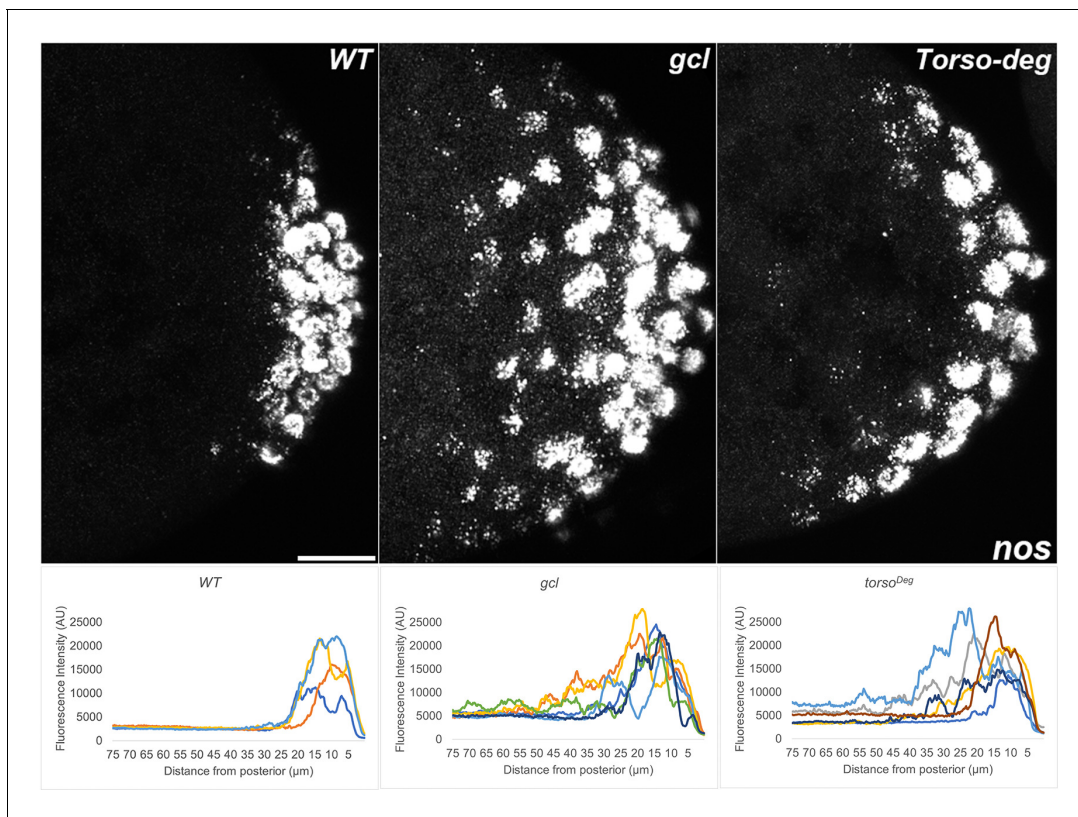 WT
gcl
Torso-deg
nos
WT
Fluorescence Intensity (AU)
25000
20000
15000
10000
5000
0
75 70 65 60 55 50 45 40 35 30 25 20 15 10 5
Distance from posterior (µm)
gcl
Fluorescence Intensity (AU)
25000
20000
15000
10000
5000
0
75 70 65 60 55 50 45 40 35 30 25 20 15 10 5
Distance from posterior (µm)
torsoDeg
Fluorescence Intensity (AU)
25000
20000
15000
10000
5000
0
75 70 65 60 55 50 45 40 35 30 25 20 15 10 5
Distance from posterior (µm)